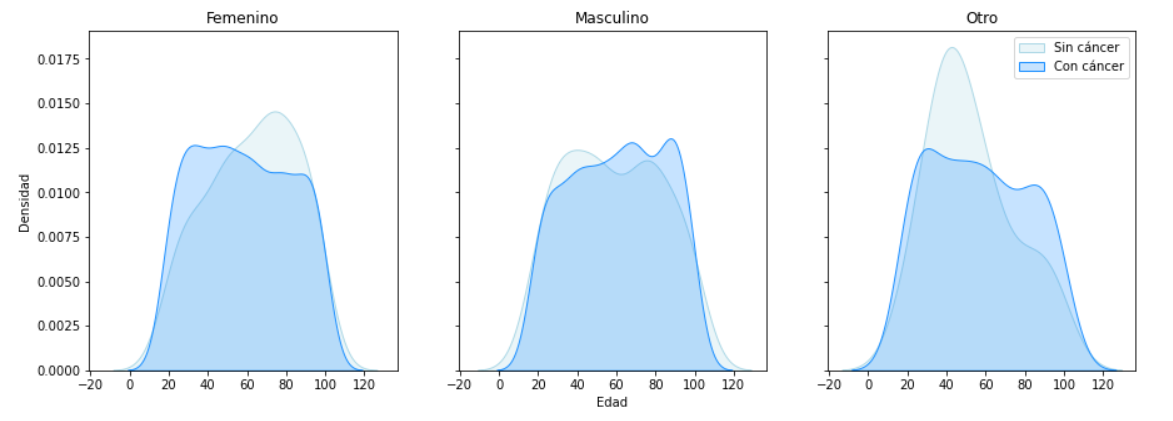 Femenino
Masculino
Otro
Sin cáncer
Con cáncer
Densidad
0.0175
0.0150
0.0125
0.0100
0.0075
0.0050
0.0025
0.0000
−20 0 20 40 60 80 100 120
−20 0 20 40 60 80 100 120
−20 0 20 40 60 80 100 120
Edad